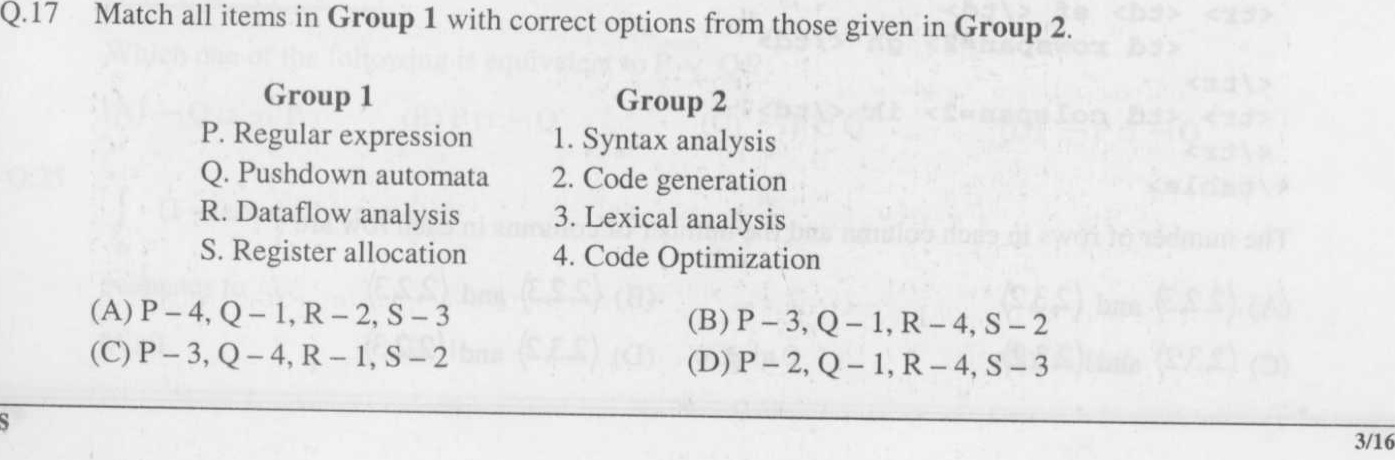 Q.17 Match all items in Group 1 with correct options from those given in Group 2.
Group 1 Group 2
P. Regular expression 1. Syntax analysis
Q. Pushdown automata 2. Code generation
R. Dataflow analysis 3. Lexical analysis
S. Register allocation 4. Code Optimization
(A) P – 4, Q – 1, R – 2, S – 3 (B) P – 3, Q – 1, R – 4, S – 2
(C) P – 3, Q – 4, R – 1, S – 2 (D) P – 2, Q – 1, R – 4, S – 3
S 3/16